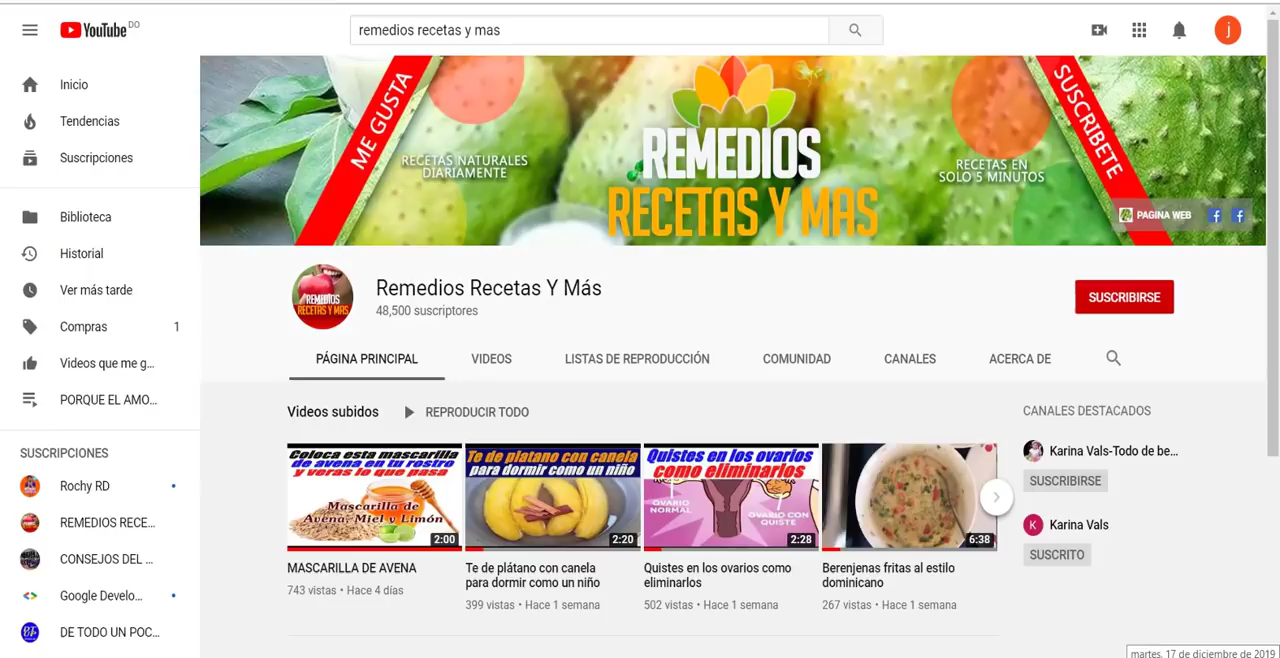 YouTube DO
remedios recetas y mas
j
Inicio
Tendencias
Suscripciones
Biblioteca
Historial
Ver más tarde
Compras 1
Videos que me g...
PORQUE EL AMO...
SUSCRIPCIONES
Rochy RD
REMEDIOS RECE...
CONSEJOS DEL ...
Google Develo...
DE TODO UN POC...
ME GUSTA
RECETAS NATURALES
DIARIAMENTE
REMEDIOS
RECETAS Y MAS
RECETAS EN
SOLO 5 MINUTOS
SUSCRIBETE
PAGINA WEB
REMEDIOS
RECETAS Y MAS
Remedios Recetas Y Más
48,500 suscriptores
SUSCRIBIRSE
PÁGINA PRINCIPAL VIDEOS LISTAS DE REPRODUCCIÓN COMUNIDAD CANALES ACERCA DE
Videos subidos REPRODUCIR TODO
Coloca esta mascarilla
de avena en tu rostro
y veras lo que pasa
Mascarilla de
Avena, Miel y Limón
2:00
MASCARILLA DE AVENA
743 vistas • Hace 4 días
Te de platano con canela
para dormir como un niño
2:20
Te de plátano con canela
para dormir como un niño
399 vistas • Hace 1 semana
Quistes en los ovarios
como eliminarlos
OVARIO
NORMAL
OVARIO CON
QUISTE
2:28
Quistes en los ovarios como
eliminarlos
502 vistas • Hace 1 semana
6:38
Berenjenas fritas al estilo
dominicano
267 vistas • Hace 1 semana
CANALES DESTACADOS
Karina Vals-Todo de be...
SUSCRIBIRSE
K
Karina Vals
SUSCRITO
martes, 17 de diciembre de 2019